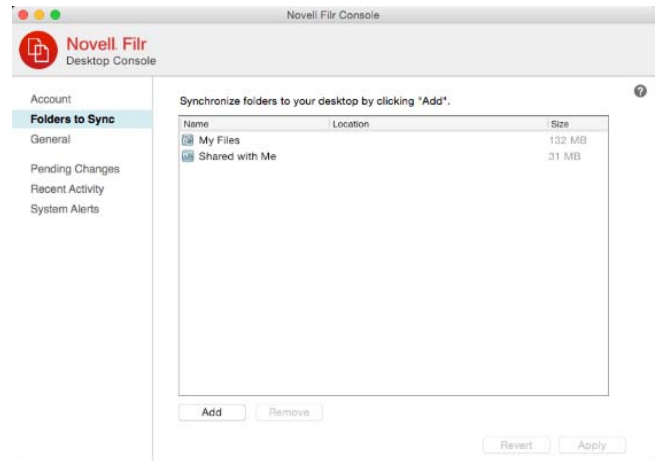 Novell Filr Console
Novell Filr
Desktop Console
Account
Folders to Sync
General
Pending Changes
Recent Activity
System Alerts
?
Synchronize folders to your desktop by clicking "Add".
Name Location Size
My Files 132 MB
Shared with Me 31 MB
Add Remove
Revert Apply